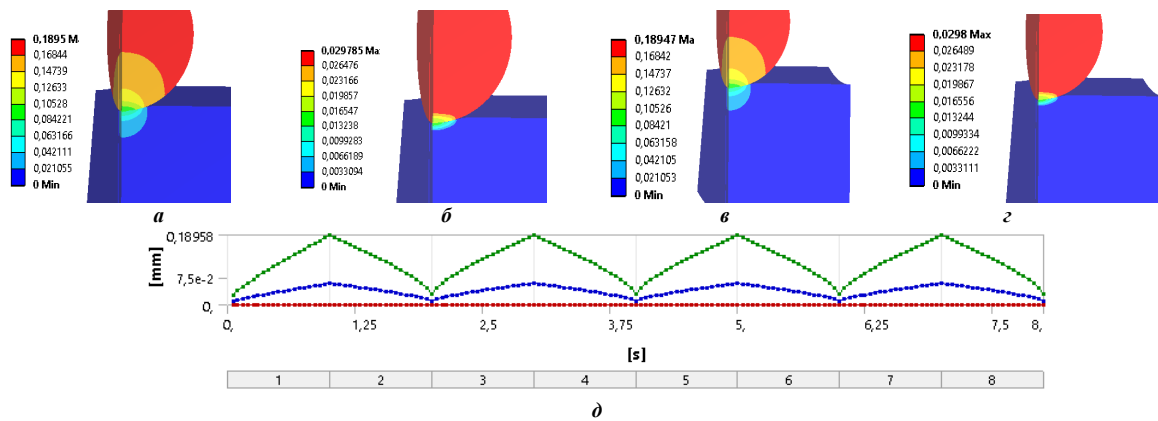 0,1895 M
0,16844
0,14739
0,12633
0,10528
0,084221
0,063166
0,042111
0,021055
0 Min
0,029785 Ma
0,026476
0,023166
0,019857
0,016547
0,013238
0,0099283
0,0066189
0,0033094
0 Min
0,18947 Ma
0,16842
0,14737
0,12632
0,10526
0,08421
0,063158
0,042105
0,021053
0 Min
0,0298 Max
0,026489
0,023178
0,019867
0,016556
0,013244
0,0099334
0,0066222
0,0033111
0 Min
а б в г
[mm]
0,18958
7,5e-2
0,
0, 1,25 2,5 3,75 5, 6,25 7,5 8,
[s]
1 2 3 4 5 6 7 8
д